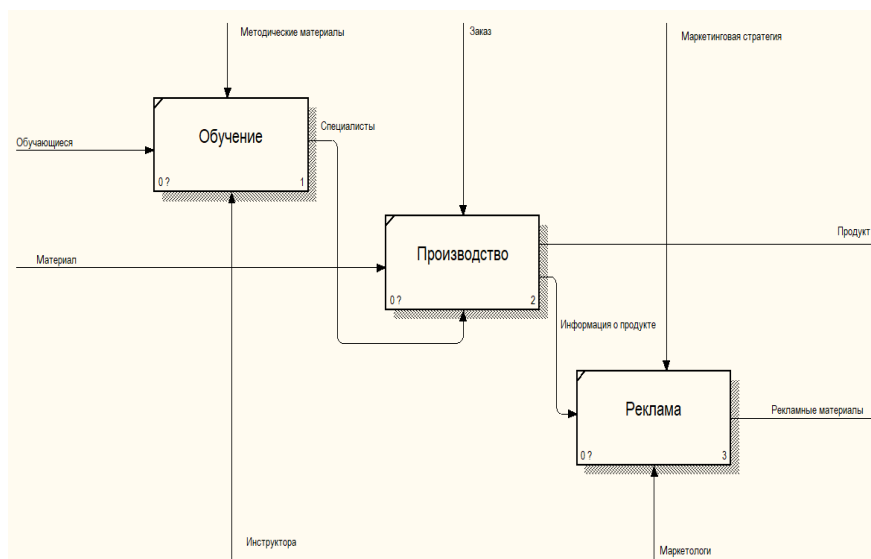 Методические материалы
Заказ
Маркетинговая стратегия
Обучающиеся
Обучение
0 ?
1
Специалисты
Материал
Производство
0 ?
2
Продукт
Информация о продукте
Реклама
0 ?
3
Рекламные материалы
Инструктора
Маркетологи